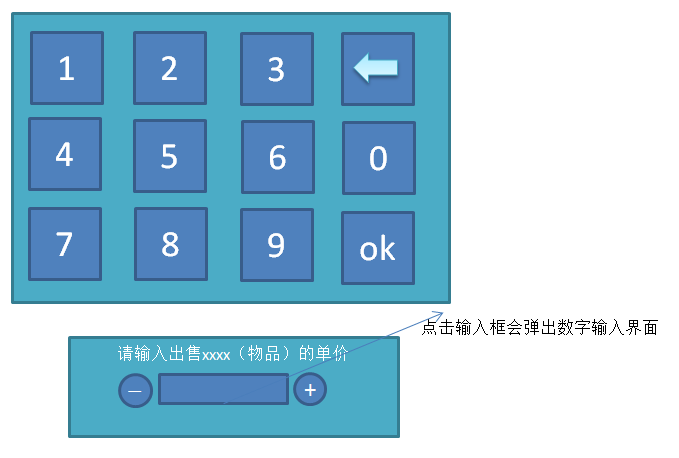 1 2 3
4 5 6 0
7 8 9 ok
点击输入框会弹出数字输入界面
请输入出售xxxx（物品）的单价
－ +